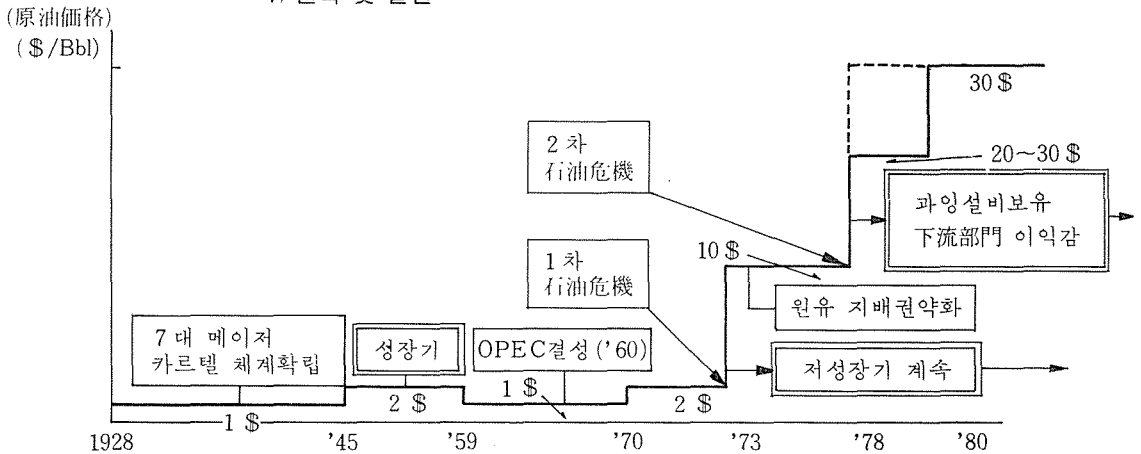 (原油価格)
($/Bbl)
30 $
2 차
石油危機
20~30 $
과잉설비보유
下流部門 이익감
1 차
石油危機
10 $
원유 지배권약화
7 대 메이저
카르텔 체계확립
성장기
OPEC결성 ('60)
저성장기 계속
1 $
2 $
1 $
2 $
1928 '45 '59 '70 '73 '78 '80